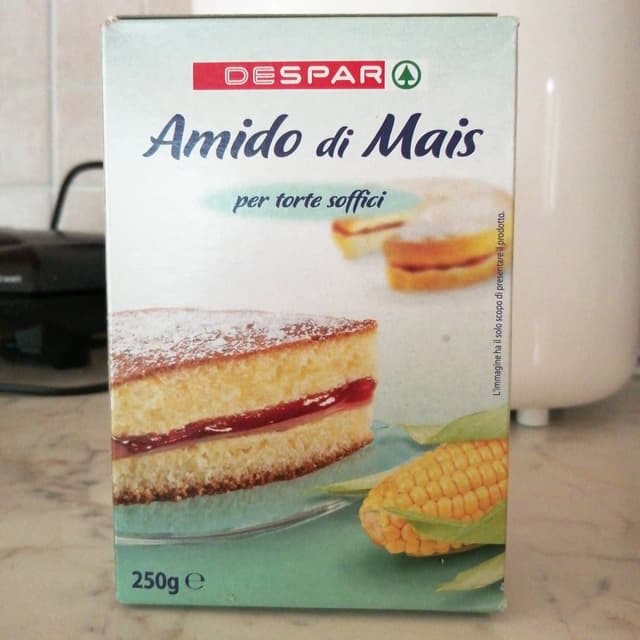 DESPAR
Amido di Mais
per torte soffici
L'immagine ha il solo scopo di presentare il prodotto.
250g ℮